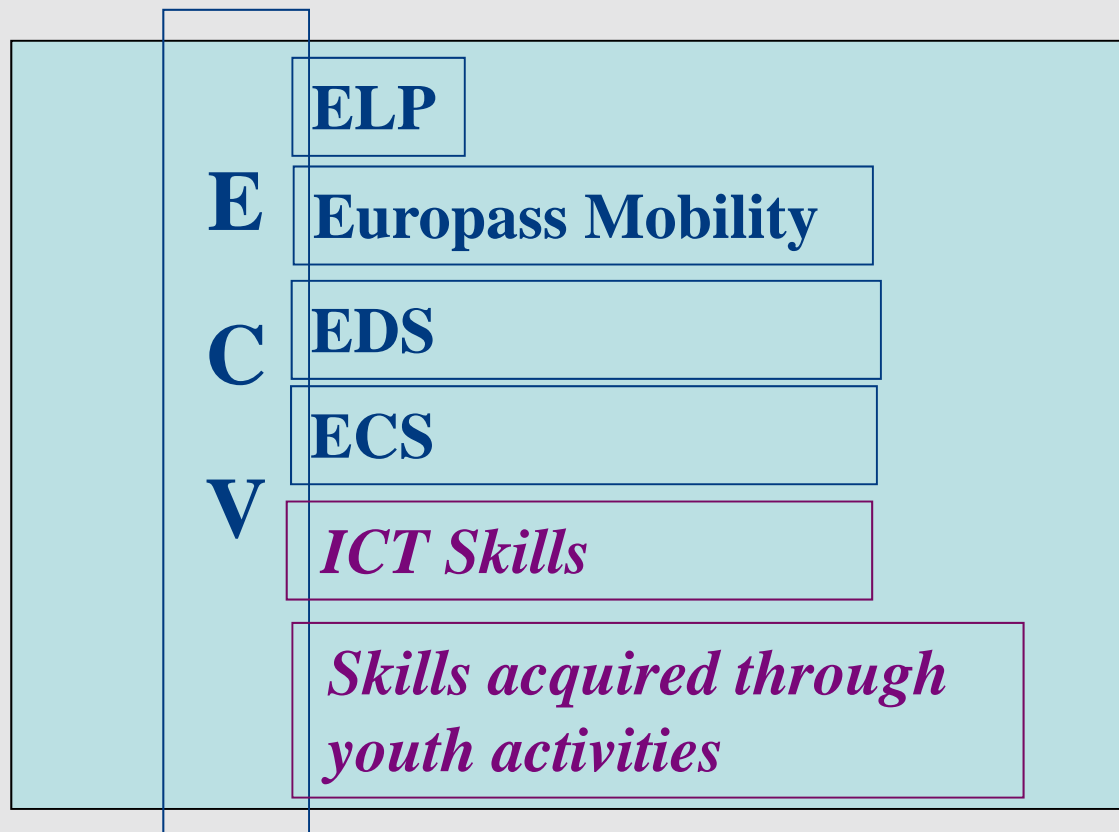 E
C
V
ELP
Europass Mobility
EDS
ECS
ICT Skills
Skills acquired through
youth activities